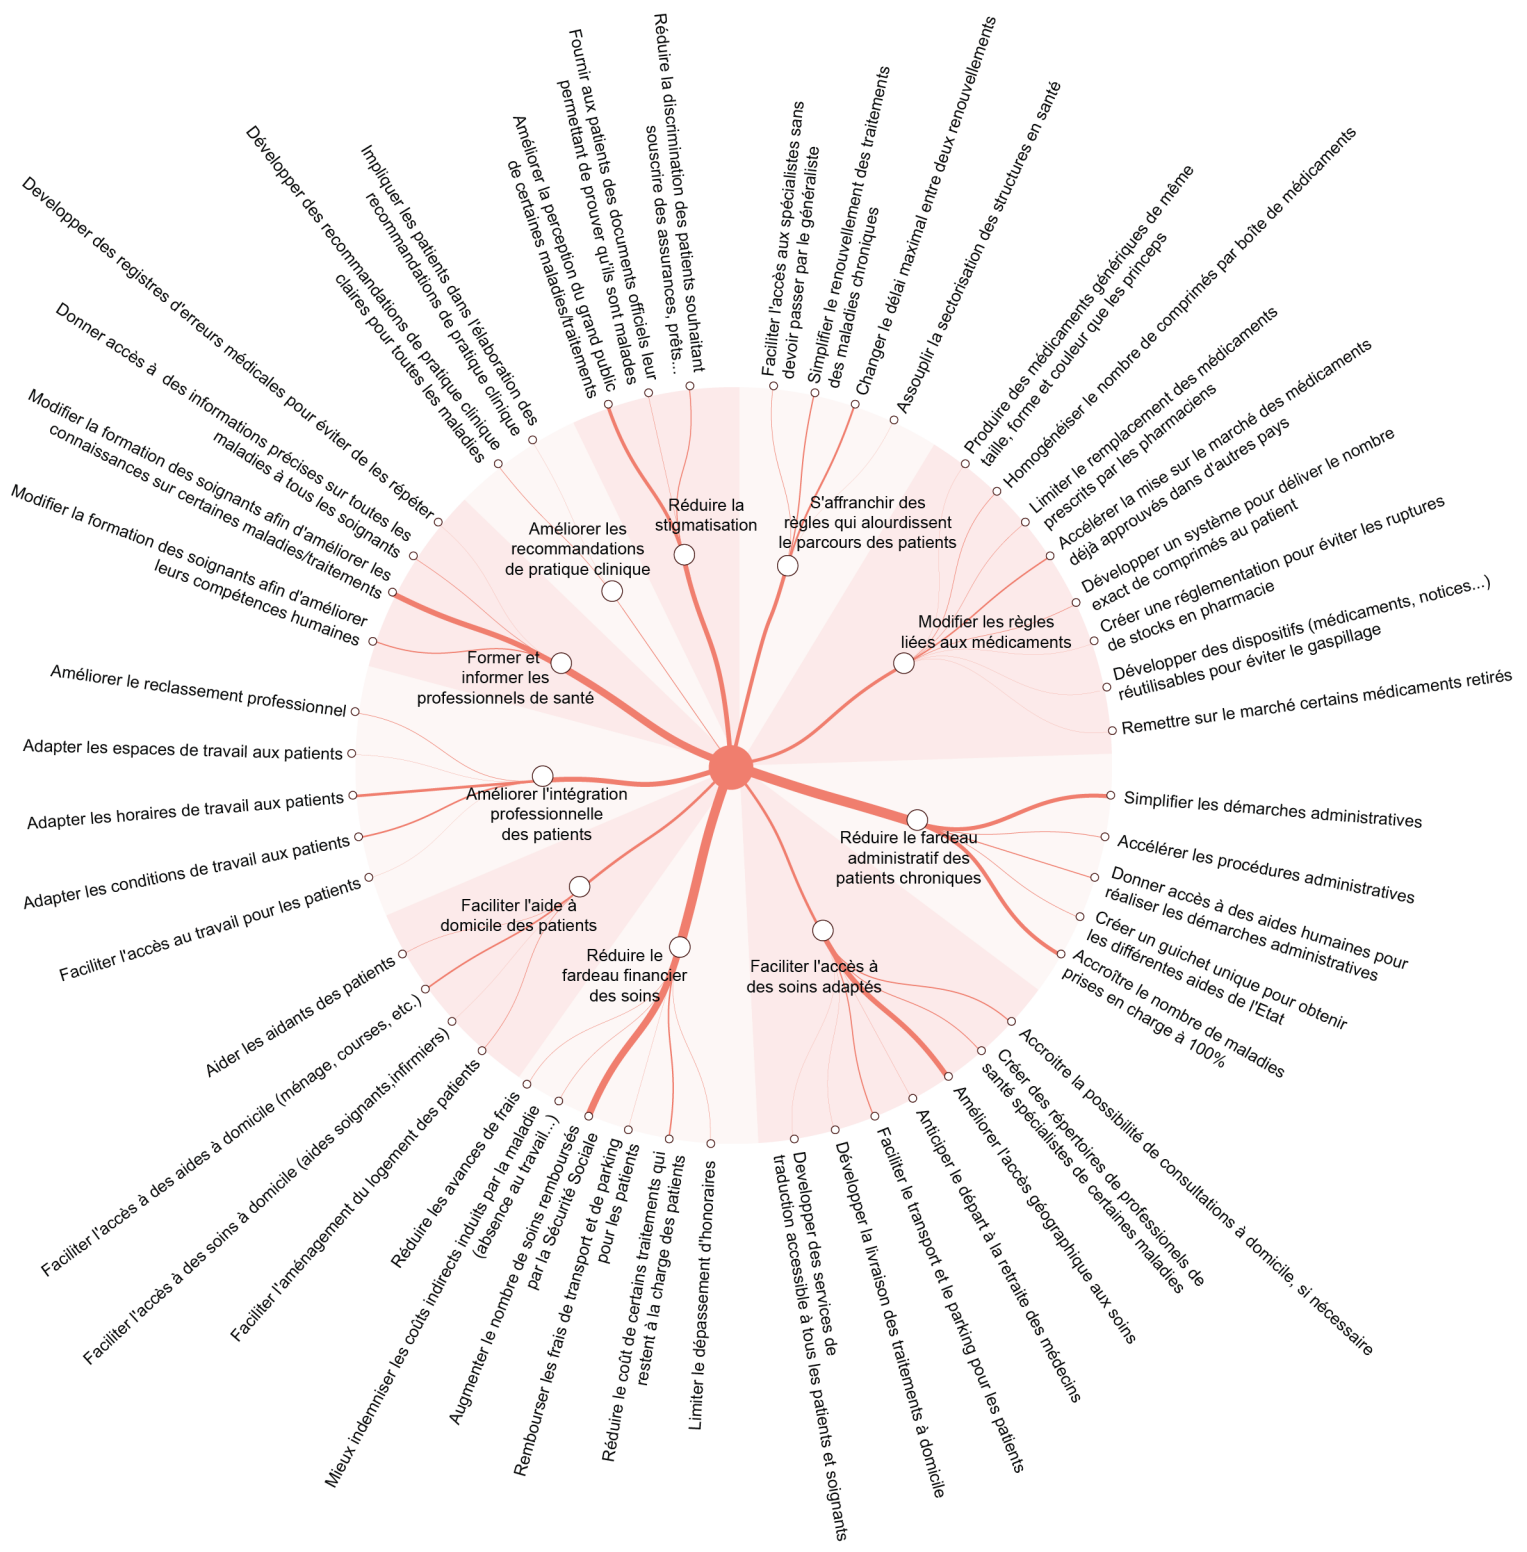 Réduire la discrimination des patients souhaitant
souscrire des assurances, prêts...
Fournir aux patients des documents officiels leur
permettant de prouver qu'ils sont malades
Améliorer la perception du grand public
de certaines maladies/traitements
Réduire la
stigmatisation
Impliquer les patients dans l'élaboration des
recommandations de pratique clinique
Développer des recommandations de pratique clinique
claires pour toutes les maladies
Améliorer les
recommandations
de pratique clinique
Developper des registres d'erreurs médicales pour éviter de les répéter
Donner accès à  des informations précises sur toutes les
maladies à tous les soignants
Modifier la formation des soignants afin d'améliorer les
connaissances sur certaines maladies/traitements
Modifier la formation des soignants afin d'améliorer
leurs compétences humaines
Former et
informer les
professionnels de santé
Améliorer le reclassement professionnel
Adapter les espaces de travail aux patients
Adapter les horaires de travail aux patients
Adapter les conditions de travail aux patients
Faciliter l'accès au travail pour les patients
Améliorer l'intégration
professionnelle
des patients
Aider les aidants des patients
Faciliter l'accès à des aides à domicile (ménage, courses, etc.)
Faciliter l'accès à des soins à domicile (aides soignants,infirmiers)
Faciliter l'aménagement du logement des patients
Faciliter l'aide à
domicile des patients
Réduire les avances de frais
Mieux indemniser les coûts indirects induits par la maladie
(absence au travail...)
Augmenter le nombre de soins remboursés
par la Sécurité Sociale
Rembourser les frais de transport et de parking
pour les patients
Réduire le coût de certains traitements qui
restent à la charge des patients
Limiter le dépassement d'honoraires
Réduire le
fardeau financier
des soins
Faciliter l'accès aux spécialistes sans
devoir passer par le généraliste
Simplifier le renouvellement des traitements
des maladies chroniques
Changer le délai maximal entre deux renouvellements
Assouplir la sectorisation des structures en santé
S'affranchir des
règles qui alourdissent
le parcours des patients
Produire des médicaments génériques de même
taille, forme et couleur que les princeps
Homogénéiser le nombre de comprimés par boîte de médicaments
Limiter le remplacement des médicaments
prescrits par les pharmaciens
Accélérer la mise sur le marché des médicaments
déjà approuvés dans d'autres pays
Développer un système pour déliver le nombre
exact de comprimés au patient
Créer une réglementation pour éviter les ruptures
de stocks en pharmacie
Développer des dispositifs (médicaments, notices...)
réutilisables pour éviter le gaspillage
Remettre sur le marché certains médicaments retirés
Modifier les règles
liées aux médicaments
Simplifier les démarches administratives
Accélérer les procédures administratives
Donner accès à des aides humaines pour
réaliser les démarches administratives
Créer un guichet unique pour obtenir
les différentes aides de l'Etat
Accroître le nombre de maladies
prises en charge à 100%
Réduire le fardeau
administratif des
patients chroniques
Accroitre la possibilité de consultations à domicile, si nécessaire
Créer des répertoires de professionels de
santé spécialistes de certaines maladies
Améliorer l'accès géographique aux soins
Anticiper le départ à la retraite des médecins
Faciliter le transport et le parking pour les patients
Développer la livraison des traitements à domicile
Developper des services de
traduction accessible à tous les patients et soignants
Faciliter l'accès à
des soins adaptés